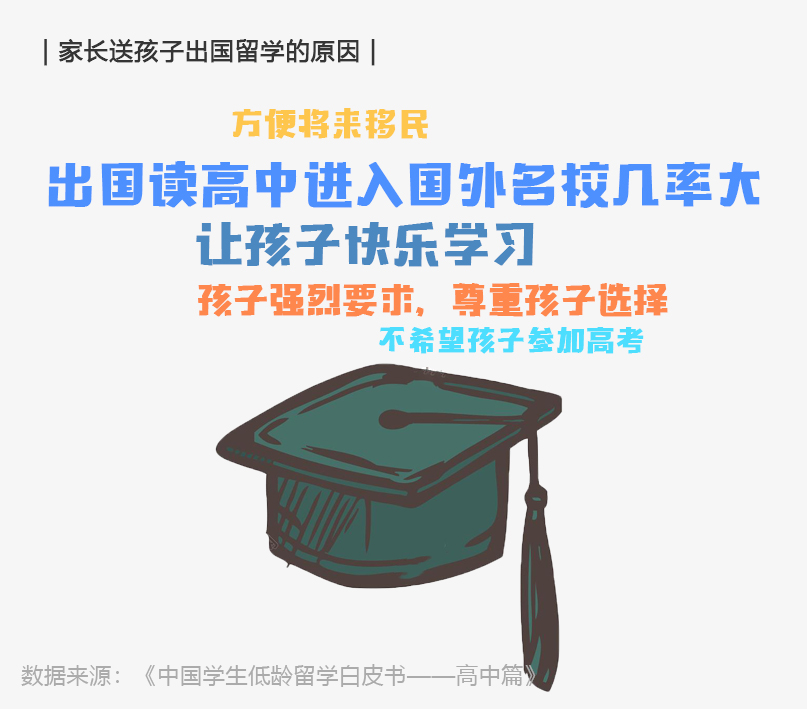 | 家长送孩子出国留学的原因 |
方便将来移民
出国读高中进入国外名校几率大
让孩子快乐学习
孩子强烈要求，尊重孩子选择
不希望孩子参加高考
数据来源：《中国学生低龄留学白皮书——高中篇》